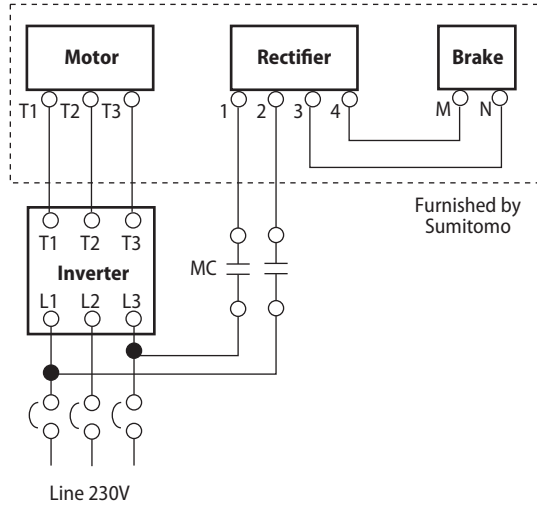 Motor Rectifier Brake
T1 T2 T3 1 2 3 4 M N
Furnished by
Sumitomo
T1 T2 T3
Inverter
MC
L1 L2 L3
Line 230V